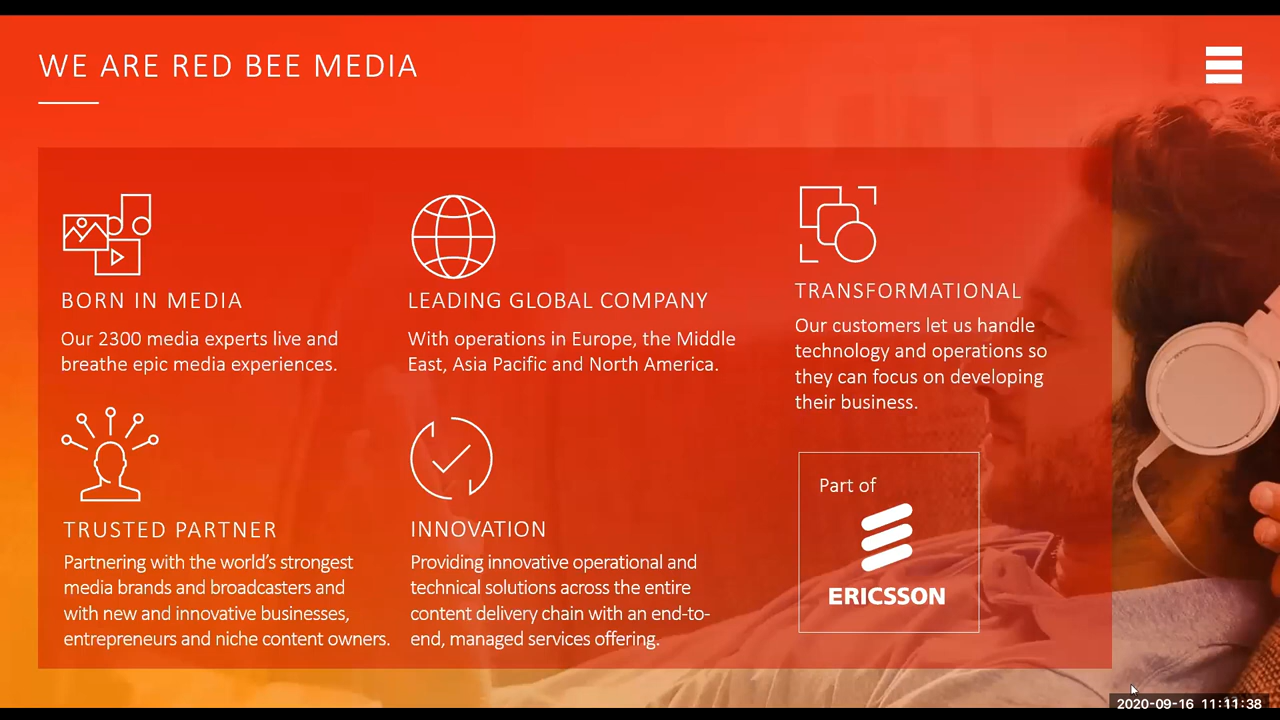 WE ARE RED BEE MEDIA
BORN IN MEDIA
Our 2300 media experts live and
breathe epic media experiences.
LEADING GLOBAL COMPANY
With operations in Europe, the Middle
East, Asia Pacific and North America.
TRANSFORMATIONAL
Our customers let us handle
technology and operations so
they can focus on developing
their business.
TRUSTED PARTNER
Partnering with the world's strongest
media brands and broadcasters and
with new and innovative businesses,
entrepreneurs and niche content owners.
INNOVATION
Providing innovative operational and
technical solutions across the entire
content delivery chain with an end-to-
end, managed services offering.
Part of
ERICSSON
2020-09-16 11:11:38